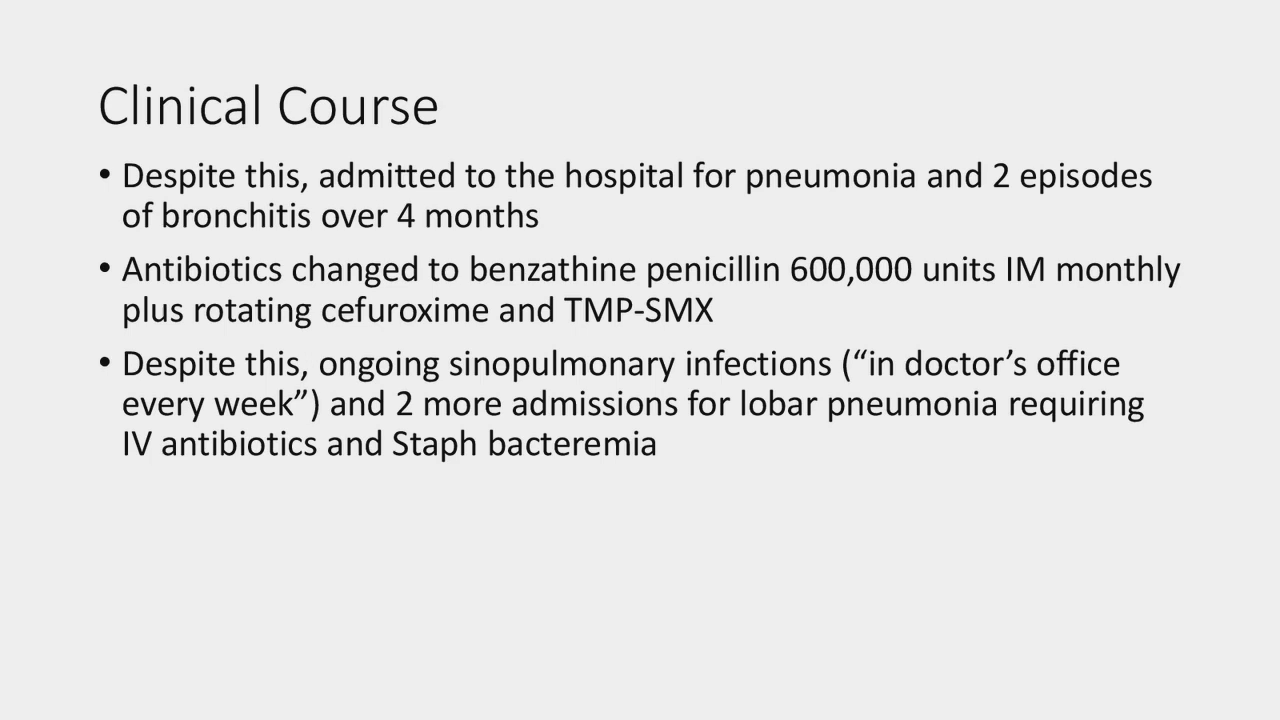 Clinical Course
• Despite this, admitted to the hospital for pneumonia and 2 episodes
of bronchitis over 4 months
• Antibiotics changed to benzathine penicillin 600,000 units IM monthly
plus rotating cefuroxime and TMP-SMX
• Despite this, ongoing sinopulmonary infections (“in doctor’s office
every week”) and 2 more admissions for lobar pneumonia requiring
IV antibiotics and Staph bacteremia